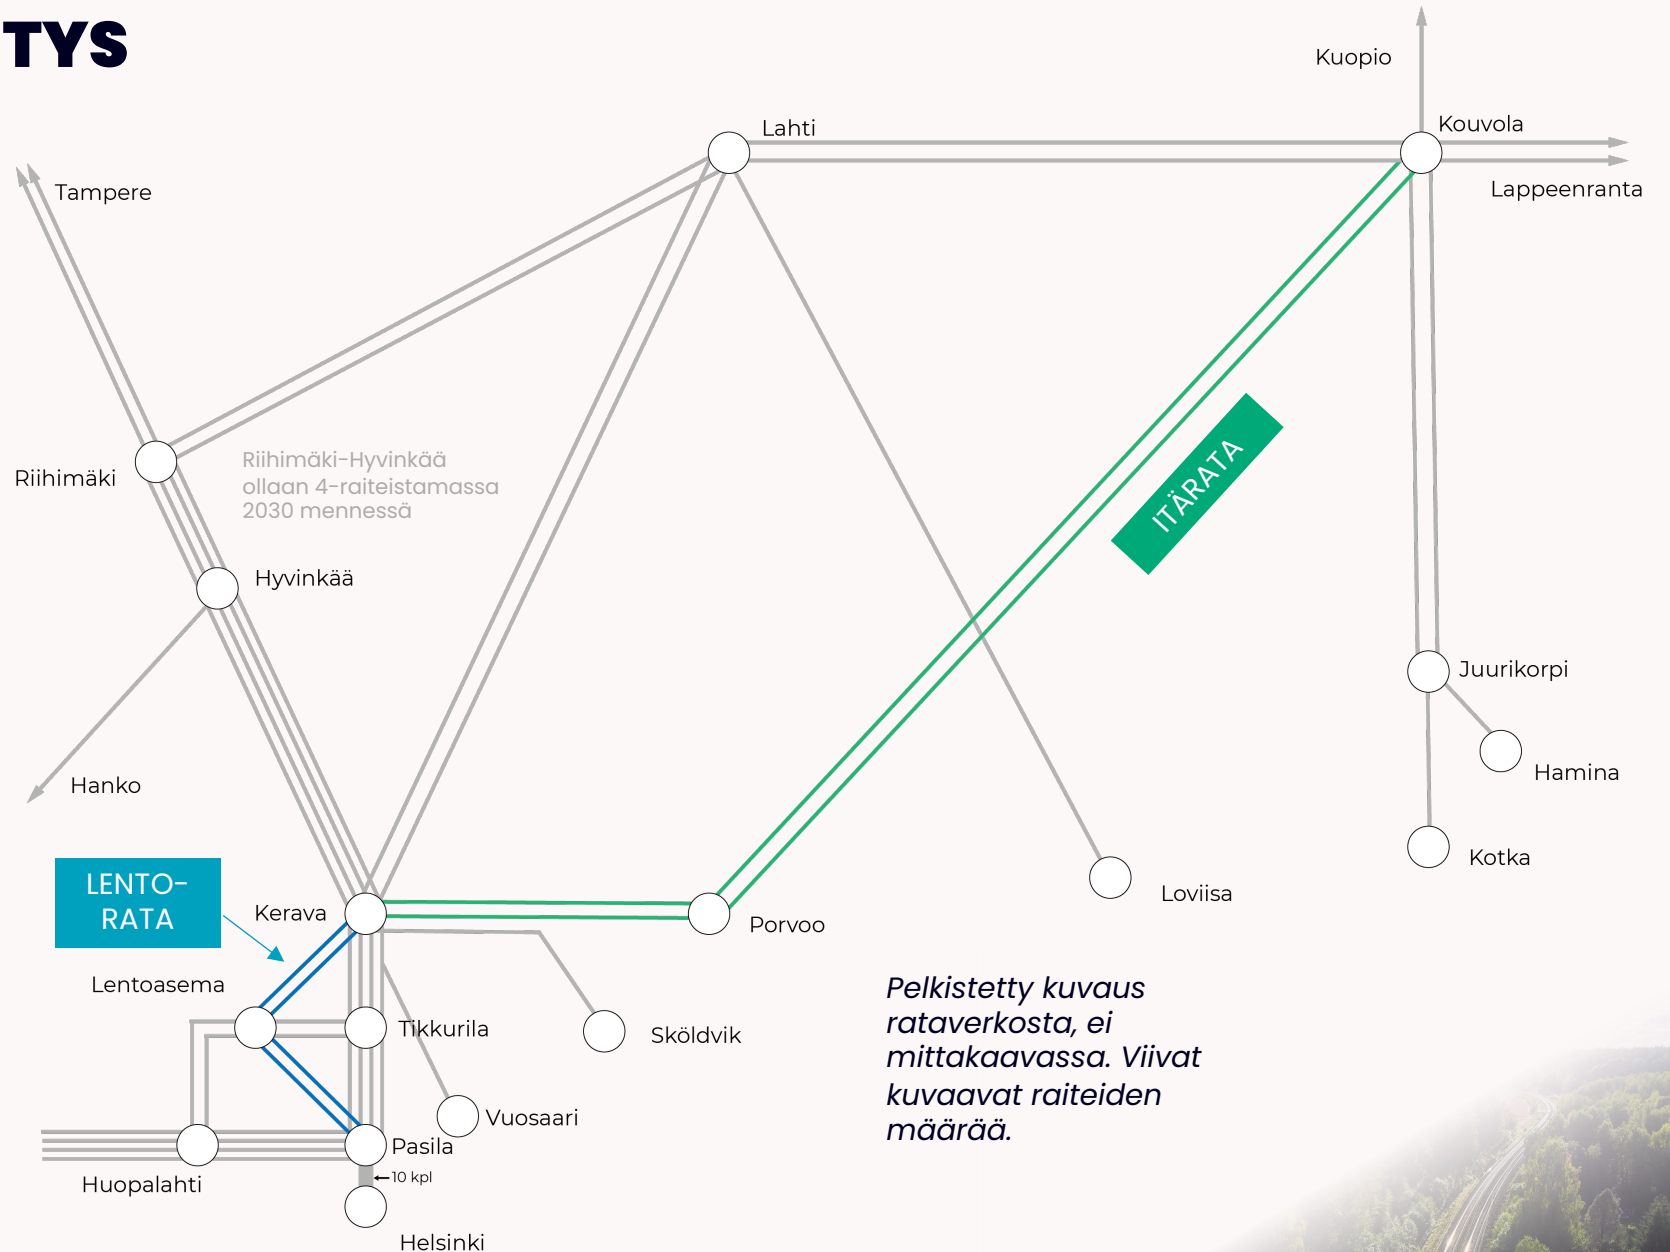 TYS
Kuopio
Kouvola
Lahti
Lappeenranta
Tampere
Riihimäki
Riihimäki-Hyvinkää
ollaan 4-raiteistamassa
2030 mennessä
ITÄRATA
Hyvinkää
Juurikorpi
Hanko
Hamina
Kotka
LENTO-
RATA
Kerava
Porvoo
Loviisa
Lentoasema
Tikkurila
Sköldvik
Pelkistetty kuvaus
rataverkosta, ei
mittakaavassa. Viivat
kuvaavat raiteiden
määrää.
Vuosaari
Pasila
Huopalahti
10 kpl
Helsinki